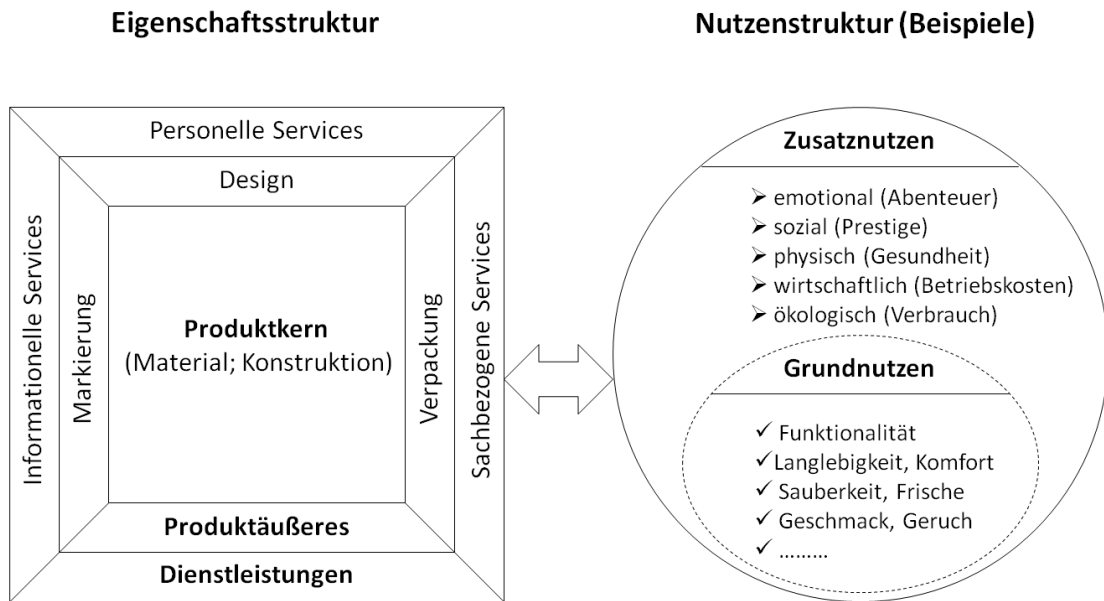 Eigenschaftsstruktur
Personelle Services
Design
Informationelle Services
Markierung
Produktkern
(Material; Konstruktion)
Verpackung
Sachbezogene Services
Produktäußeres
Dienstleistungen
Nutzenstruktur (Beispiele)
Zusatznutzen
emotional (Abenteuer)
sozial (Prestige)
physisch (Gesundheit)
wirtschaftlich (Betriebskosten)
ökologisch (Verbrauch)
Grundnutzen
Funktionalität
Langlebigkeit, Komfort
Sauberkeit, Frische
Geschmack, Geruch
………